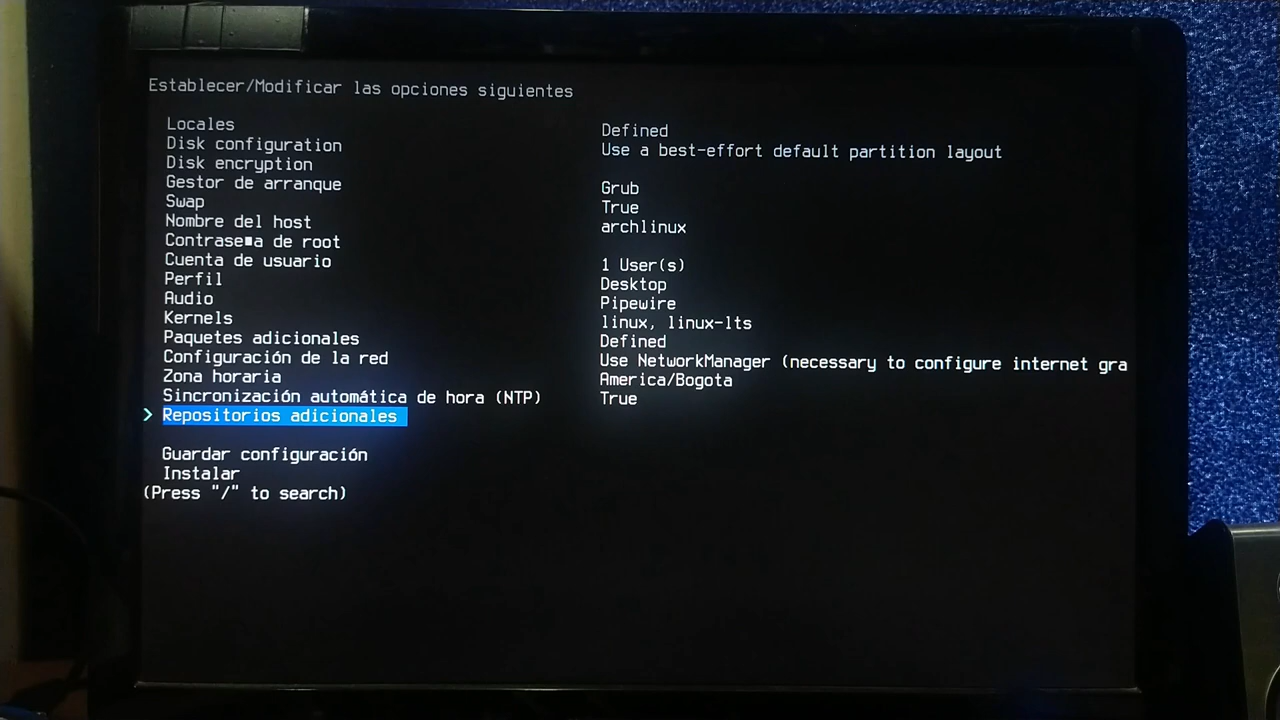 Establecer/Modificar las opciones siguientes
Locales Defined
Disk configuration Use a best-effort default partition layout
Disk encryption
Gestor de arranque Grub
Swap True
Nombre del host archlinux
Contrase■a de root
Cuenta de usuario 1 User(s)
Perfil Desktop
Audio Pipewire
Kernels linux, linux-lts
Paquetes adicionales Defined
Configuración de la red Use NetworkManager (necessary to configure internet gra
Zona horaria America/Bogota
Sincronización automática de hora (NTP) True
> Repositorios adicionales
Guardar configuración
Instalar
(Press "/" to search)